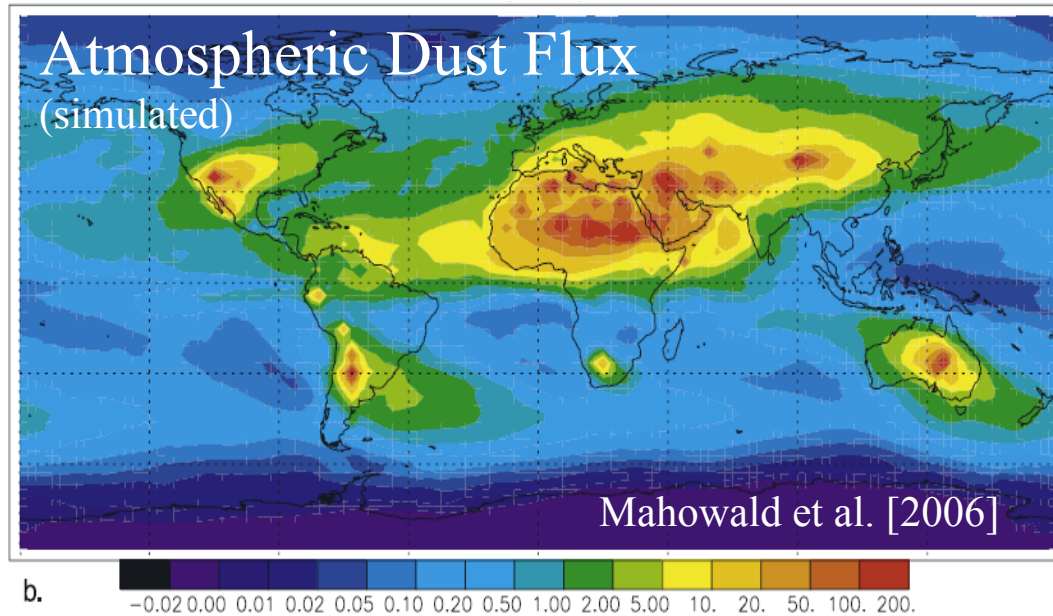 Atmospheric Dust Flux
(simulated)
Mahowald et al. [2006]
b.
-0.02 0.00 0.01 0.02 0.05 0.10 0.20 0.50 1.00 2.00 5.00 10. 20. 50. 100. 200.